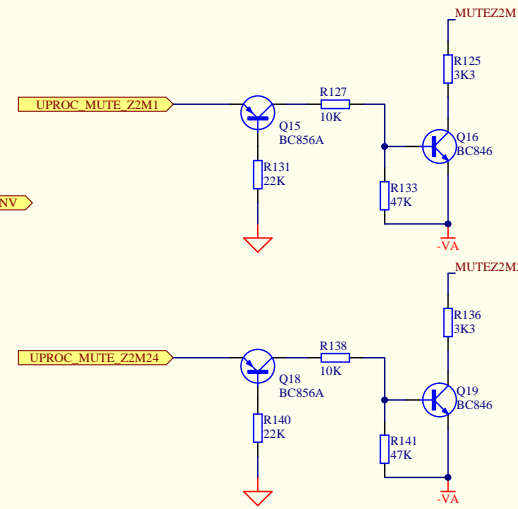 MUTEZ2M
R125
3K3
R127
UPROC_MUTE_Z2M1
10K
Q15
BC856A
Q16
BC846
R131
22K
R133
47K
NV
-VA
MUTEZ2M
R136
3K3
R138
UPROC_MUTE_Z2M24
10K
Q18
BC856A
Q19
BC846
R140
22K
R141
47K
-VA